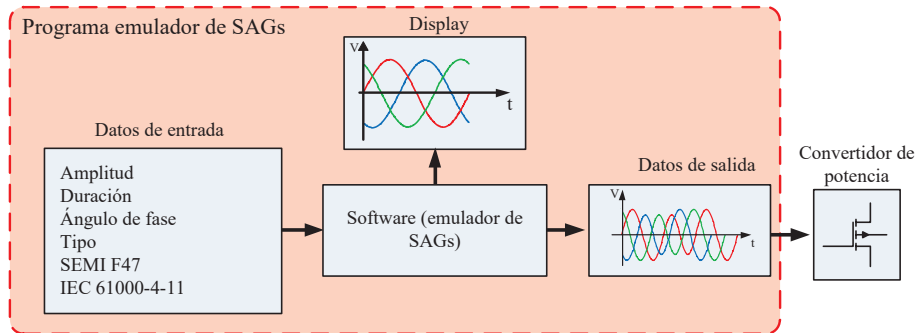 Programa emulador de SAGs
Display
V
t
Datos de entrada
Amplitud
Duración
Ángulo de fase
Tipo
SEMI F47
IEC 61000-4-11
Software (emulador de
SAGs)
Datos de salida
V
t
Convertidor de
potencia